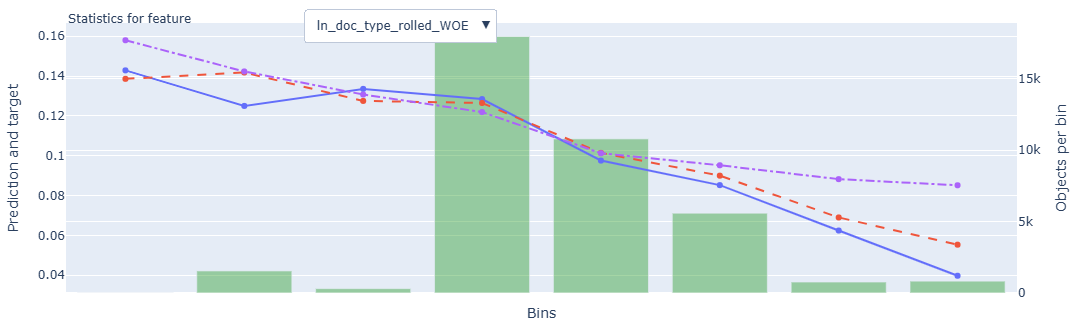 Statistics for feature
ln_doc_type_rolled_WOE ▼
Prediction and target
0.16
0.14
0.12
0.1
0.08
0.06
0.04
15k
10k
5k
0
Objects per bin
Bins